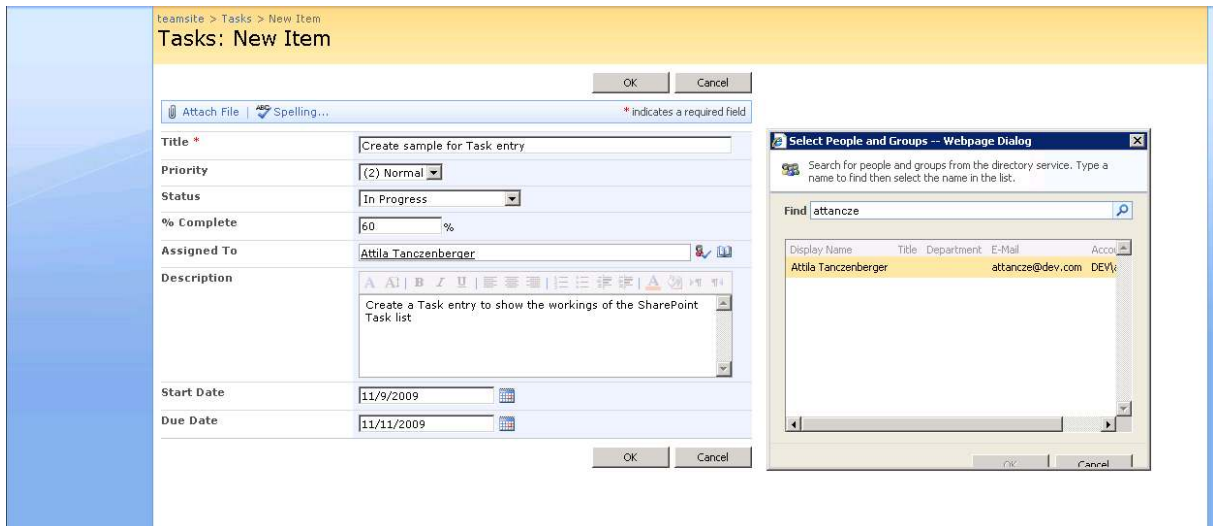 teamsite > Tasks > New Item
Tasks: New Item
OK Cancel
Attach File | Spelling...
* indicates a required field
Title *
Create sample for Task entry
Priority
(2) Normal
Status
In Progress
% Complete
60 %
Assigned To
Attila Tanczenberger
Description
Create a Task entry to show the workings of the SharePoint
Task list
Start Date
11/9/2009
Due Date
11/11/2009
OK Cancel
Select People and Groups -- Webpage Dialog
Search for people and groups from the directory service. Type a
name to find then select the name in the list.
Find attancze
Display Name Title Department E-Mail
Attila Tanczenberger attancze@dev.com DEV\
OK Cancel